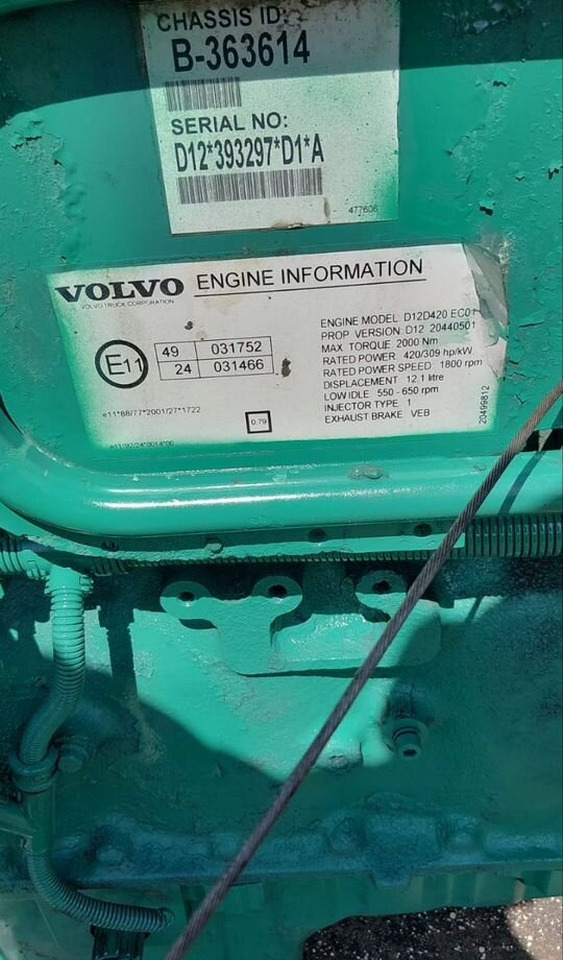 CHASSIS ID:
B-363614
SERIAL NO:
D12*393297*D1*A
477606
VOLVO ENGINE INFORMATION
VOLVO TRUCK CORPORATION
ENGINE MODEL D12D420 EC01
PROP VERSION: D12 20440501
MAX TORQUE: 2000 Nm
RATED POWER 420/309 hp/kW
RATED POWER SPEED: 1800 rpm
DISPLACEMENT: 12.1 litre
LOW IDLE: 550 - 650 rpm
INJECTOR TYPE 1
EXHAUST BRAKE VEB
E11
49 031752
24 031466
e11*88/77*2001/27*1722
0.79
20499812